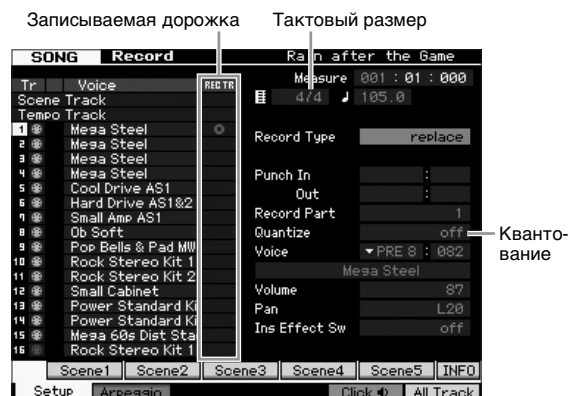 Записываемая дорожка
Тактовый размер
SONG Record Rain after the Game
Measure 001 : 01 : 000
Tr Voice REC TR
4/4 105.0
Scene Track
Tempo Track
1 Mega Steel
2 Mega Steel
3 Mega Steel
4 Mega Steel
5 Cool Drive AS1
6 Hard Drive AS1&2
7 Small Amp AS1
8 Ob Soft
9 Pop Bells & Pad MW
10 Rock Stereo Kit 1
11 Rock Stereo Kit 2
12 Small Cabinet
13 Power Standard Ki
14 Power Standard Ki
15 Mega 60s Dist Sta
16 Rock Stereo Kit 1
Record Type replace
Punch In :
Out :
Record Part 1
Quantize off
Voice PRE 8 : 082
Mega Steel
Volume 87
Pan L20
Ins Effect Sw off
Кванто-
вание
Scene1 Scene2 Scene3 Scene4 Scene5 INFO
Setup Arpeggio Click All Track